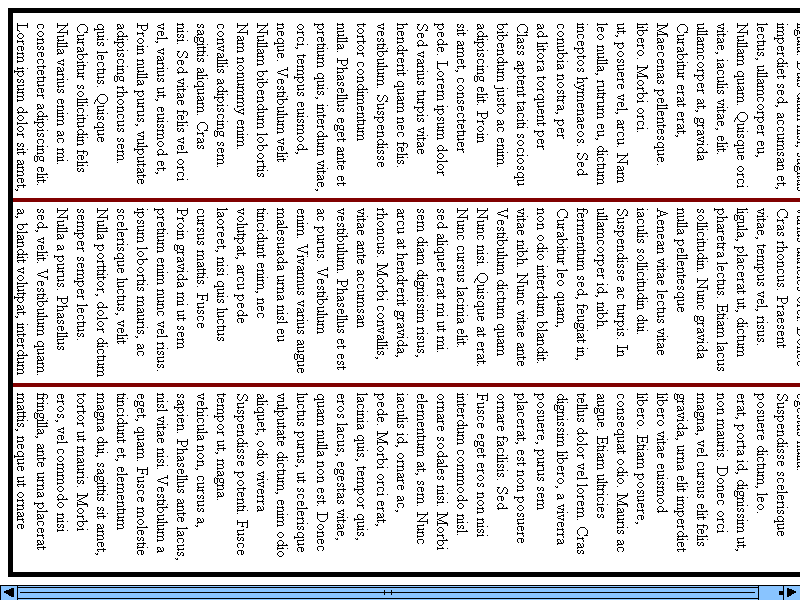 Lorem ipsum dolor sit amet,
consectetuer adipiscing elit.
Nulla varius enim ac mi.
Curabitur sollicitudin felis
quis lectus. Quisque
adipiscing rhoncus sem.
Proin nulla purus, vulputate
vel, varius ut, euismod et,
nisi. Sed vitae felis vel orci
sagittis aliquam. Cras
convallis adipiscing sem.
Nam nonummy enim.
Nullam bibendum lobortis
neque. Vestibulum velit
orci, tempus euismod,
pretium quis, interdum vitae,
nulla. Phasellus eget ante et
tortor condimentum
vestibulum. Suspendisse
hendrerit quam nec felis.
Sed varius turpis vitae
pede. Lorem ipsum dolor
sit amet, consectetuer
adipiscing elit. Proin
bibendum justo ac enim.
Class aptent taciti sociosqu
ad litora torquent per
conubia nostra, per
inceptos hymenaeos. Sed
leo nulla, rutrum eu, dictum
ut, posuere vel, arcu. Nam
libero. Morbi orci.
Maecenas pellentesque.
Curabitur erat erat,
ullamcorper at, gravida
vitae, iaculis vitae, elit.
Nullam quam. Quisque orci
lectus, ullamcorper eu,
imperdiet sed, accumsan et,
a, blandit volutpat, interdum
sed, velit. Vestibulum quam.
Nulla a purus. Phasellus
semper semper lectus.
Nulla porttitor, dolor dictum
scelerisque luctus, velit
ipsum lobortis mauris, ac
pretium enim nunc vel risus.
Proin gravida mi ut sem
cursus mattis. Fusce
laoreet, nisi quis luctus
volutpat, arcu pede
tincidunt enim, nec
malesuada urna nisl eu
enim. Vivamus varius augue
ac purus. Vestibulum
vestibulum. Phasellus et est
vitae ante accumsan
rhoncus. Morbi convallis,
arcu at hendrerit gravida,
sem diam dignissim risus,
sed aliquet erat mi ut mi.
Nunc cursus lacinia elit.
Nunc nisi. Quisque at erat.
Vestibulum dictum quam
vitae nibh. Nunc vitae ante
non odio interdum blandit.
Curabitur leo quam,
fermentum sed, feugiat in,
ullamcorper id, nibh.
Suspendisse ac turpis. In
iaculis sollicitudin dui.
Aenean vitae lectus vitae
nulla pellentesque
sollicitudin. Nunc gravida
pharetra lectus. Etiam lacus
ligula, placerat ut, dictum
vitae, tempus vel, risus.
Cras rhoncus. Praesent
mattis, neque ut ornare
fringilla, ante urna placerat
eros, vel commodo nisi
tortor ut mauris. Morbi
magna dui, sagittis sit amet,
tincidunt et, elementum
eget, quam. Fusce molestie
nisl vitae nisi. Vestibulum a
sapien. Phasellus ante lacus,
vehicula non, cursus a,
tempor ut, magna.
Suspendisse potenti. Fusce
aliquet, odio viverra
vulputate dictum, enim odio
luctus purus, ut scelerisque
quam nulla non est. Donec
eros lacus, egestas vitae,
lacinia quis, tempor quis,
pede. Morbi orci erat,
iaculis id, ornare ac,
elementum at, sem. Nunc
ornare sodales nisi. Morbi
interdum commodo nisl.
Fusce eget eros non nisi
ornare facilisis. Sed
placerat, est non posuere
posuere, purus sem
dignissim libero, a viverra
tellus dolor vel lorem. Cras
augue. Etiam ultricies
consequat odio. Mauris ac
libero. Etiam posuere,
libero vitae euismod
gravida, urna elit imperdiet
magna, vel cursus elit felis
non mauris. Donec orci
erat, porta id, dignissim ut,
posuere dictum, leo.
Suspendisse scelerisque